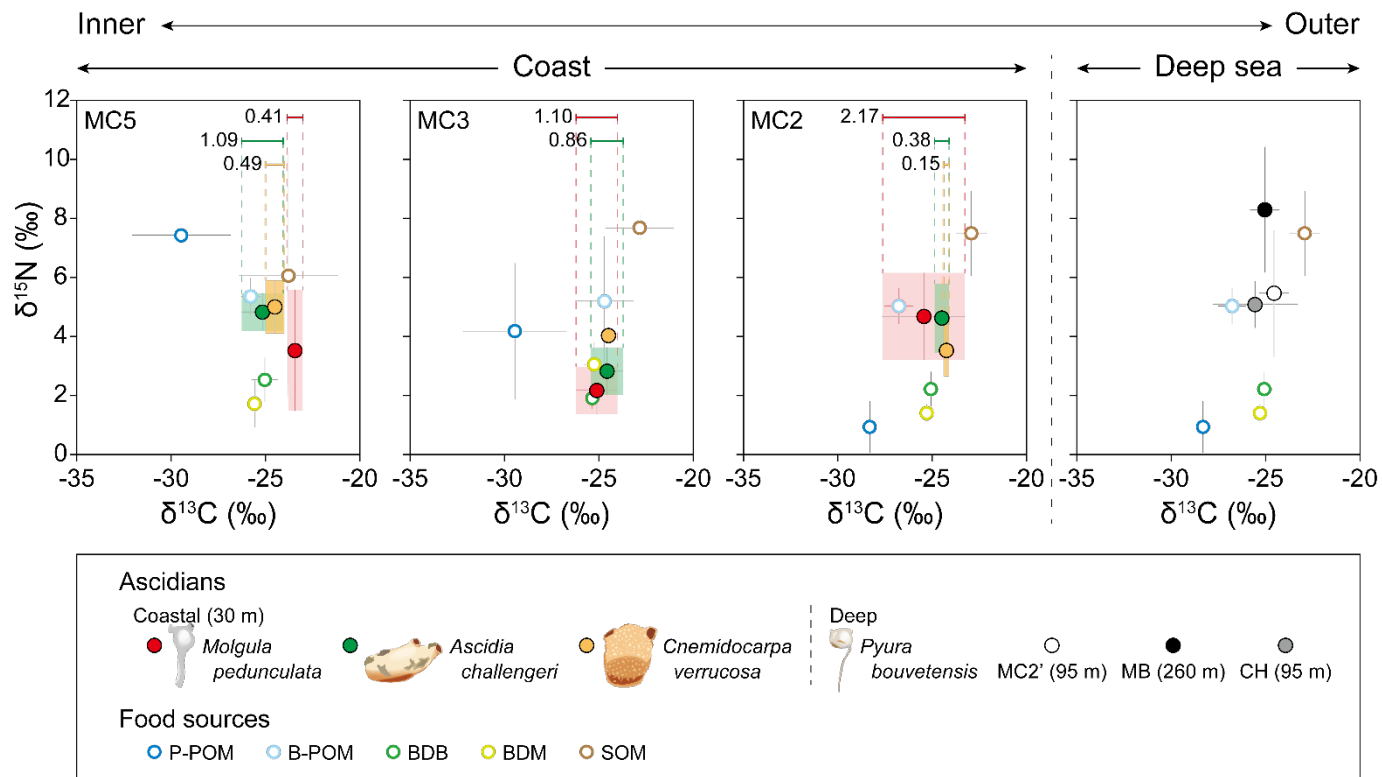 Inner Outer
Coast Deep sea
MC5 MC3 MC2
0.41 1.10 2.17
1.09 0.86 0.38
0.49 0.15
12
10
8
6
4
2
0
δ¹⁵N (‰)
-35 -30 -25 -20 -35 -30 -25 -20 -35 -30 -25 -20 -35 -30 -25 -20
δ¹³C (‰) δ¹³C (‰) δ¹³C (‰) δ¹³C (‰)
Ascidians
Coastal (30 m) Deep
Molgula Ascidia Cnemidocarpa Pyura
pedunculata challengeri verrucosa bouvetensis MC2' (95 m) MB (260 m) CH (95 m)
Food sources
P-POM B-POM BDB BDM SOM